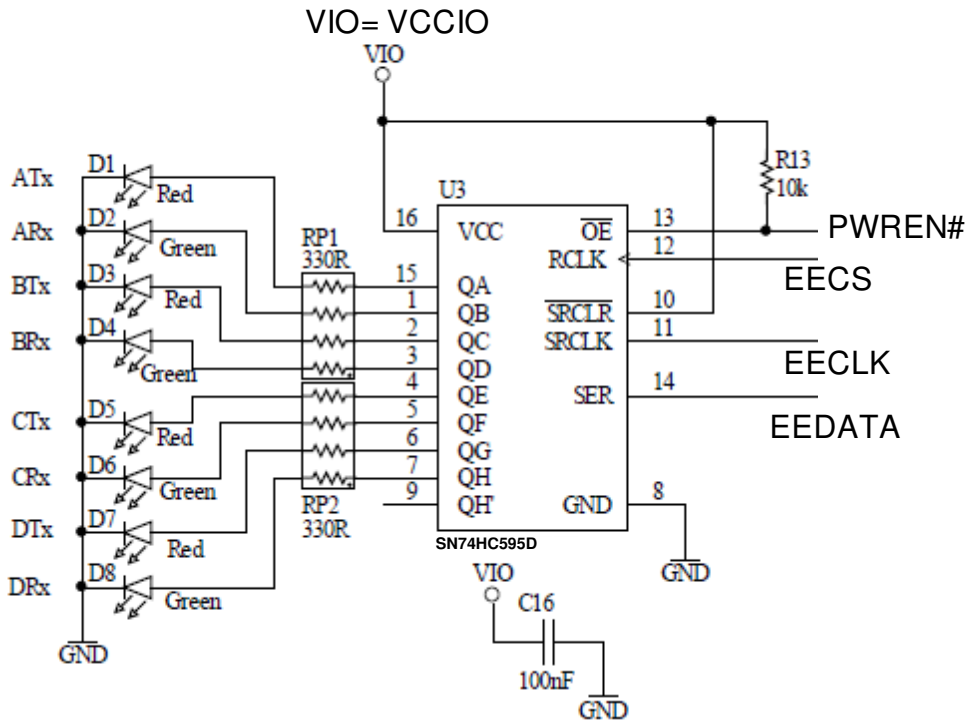 VIO= VCCIO
VIO
R13
10k
U3
ATx D1 Red
ARx D2 Green
BTx D3 Red
BRx D4 Green
CTx D5 Red
CRx D6 Green
DTx D7 Red
DRx D8 Green
GND
RP1
330R
RP2
330R
16 VCC OE 13 PWREN#
RCLK 12 EECS
15 QA
1 QB SRCLR 10
2 QC SRCLK 11 EECLK
3 QD
4 QE SER 14 EEDATA
5 QF
6 QG
7 QH
9 QH' GND 8
SN74HC595D
GND
VIO
C16
100nF
GND